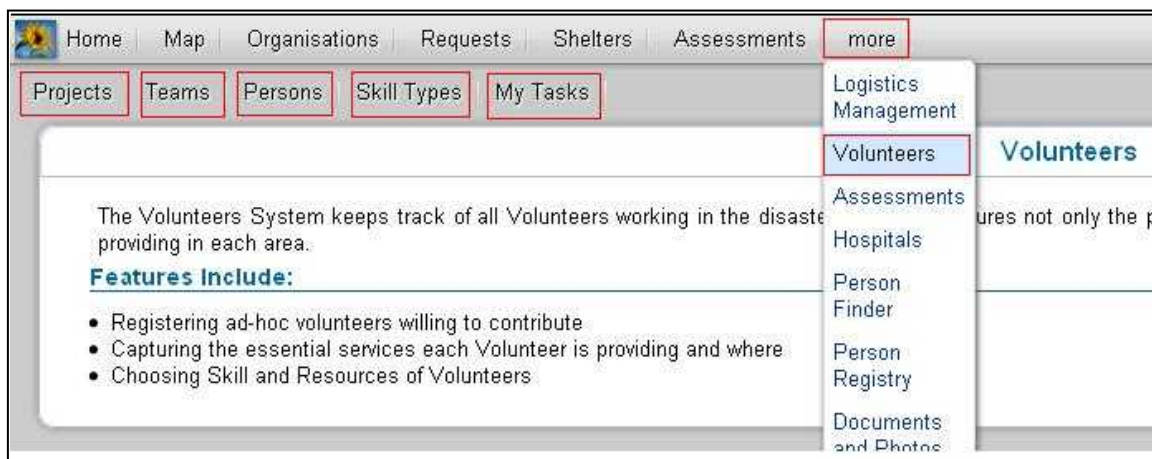 Home Map Organisations Requests Shelters Assessments more
Projects Teams Persons Skill Types My Tasks
Logistics
Management
Volunteers
Assessments
Hospitals
Person
Finder
Person
Registry
Documents
and Photos
Volunteers
The Volunteers System keeps track of all Volunteers working in the not only the
providing in each area.
Features Include:
• Registering ad-hoc volunteers willing to contribute
• Capturing the essential services each Volunteer is providing and where
• Choosing Skill and Resources of Volunteers